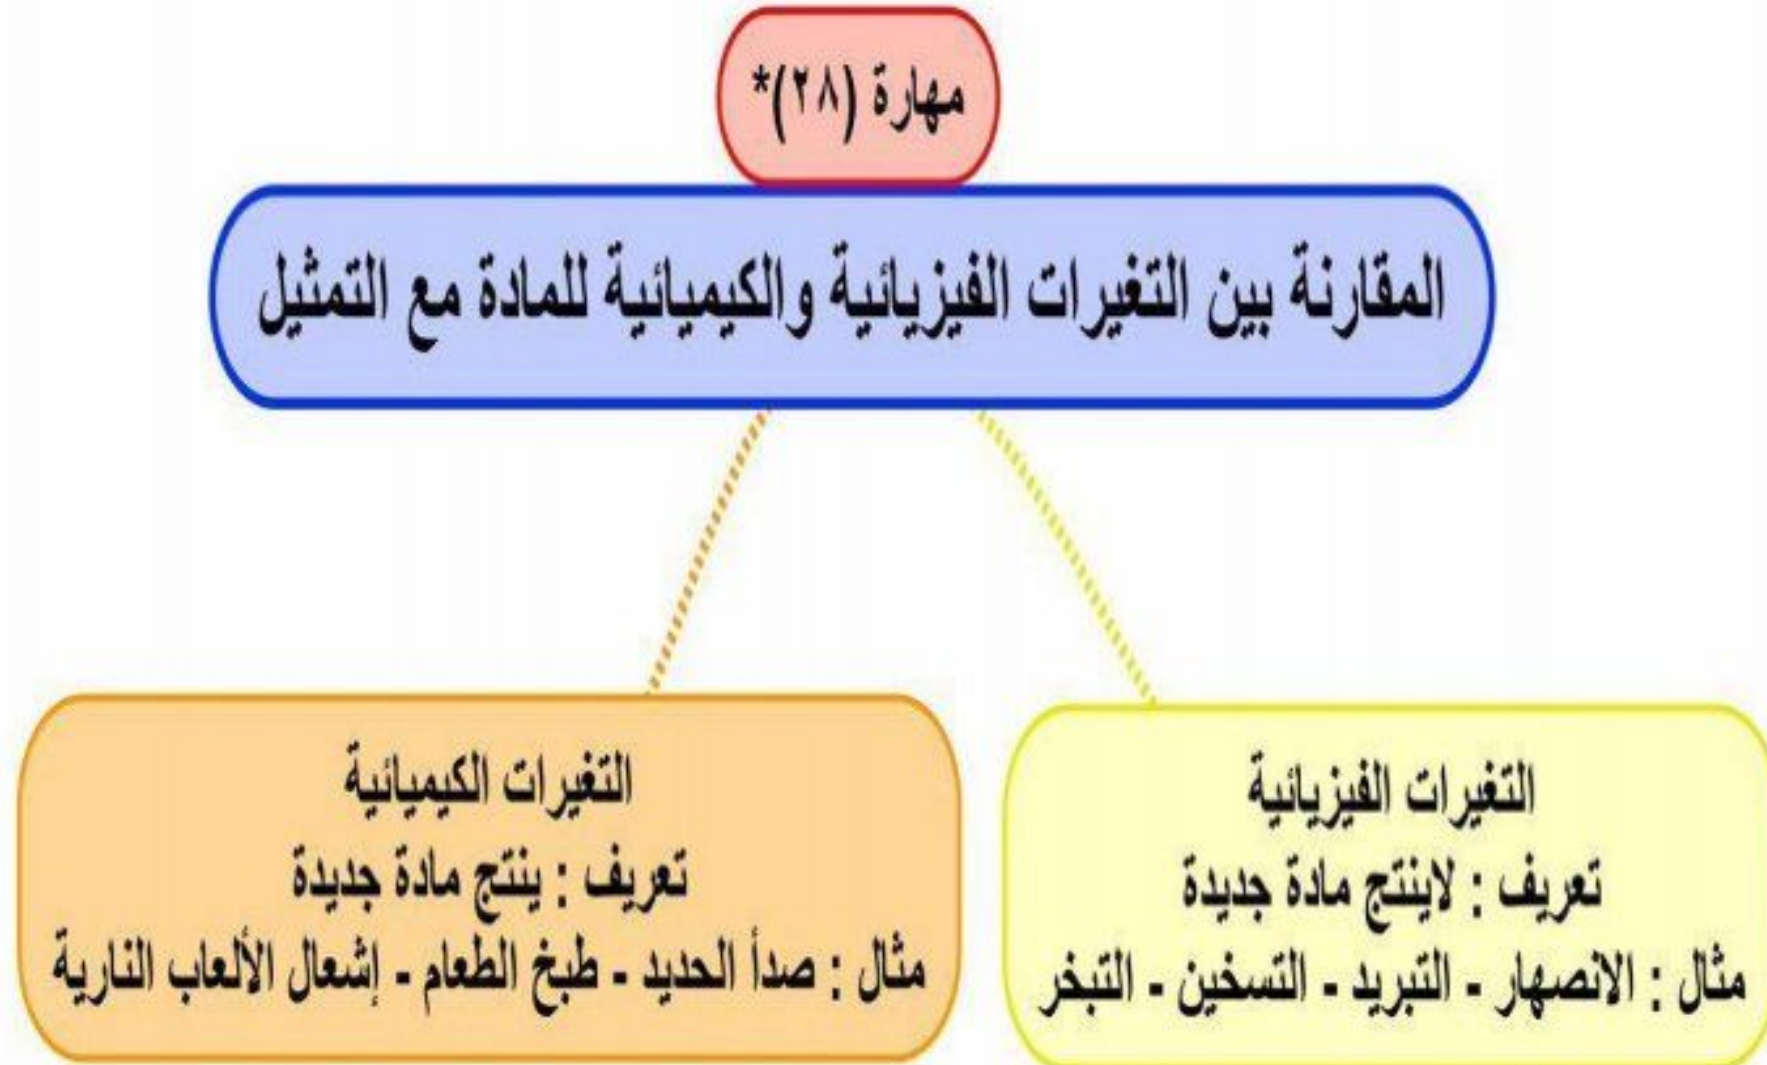 مهارة (٢٨)*
المقارنة بين التغيرات الفيزيائية والكيميائية للمادة مع التمثيل
التغيرات الفيزيائية
تعريف : لاينتج مادة جديدة
مثال : الانصهار - التبريد - التسخين - التبخر
التغيرات الكيميائية
تعريف : ينتج مادة جديدة
مثال : صدأ الحديد - طبخ الطعام - إشعال الألعاب النارية